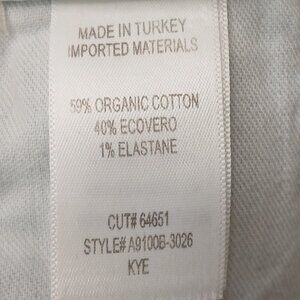 MADE IN TURKEY
IMPORTED MATERIALS
59% ORGANIC COTTON
40% ECOVERO
1% ELASTANE
CUT# 64651
STYLE# A9100B-3026
KYE